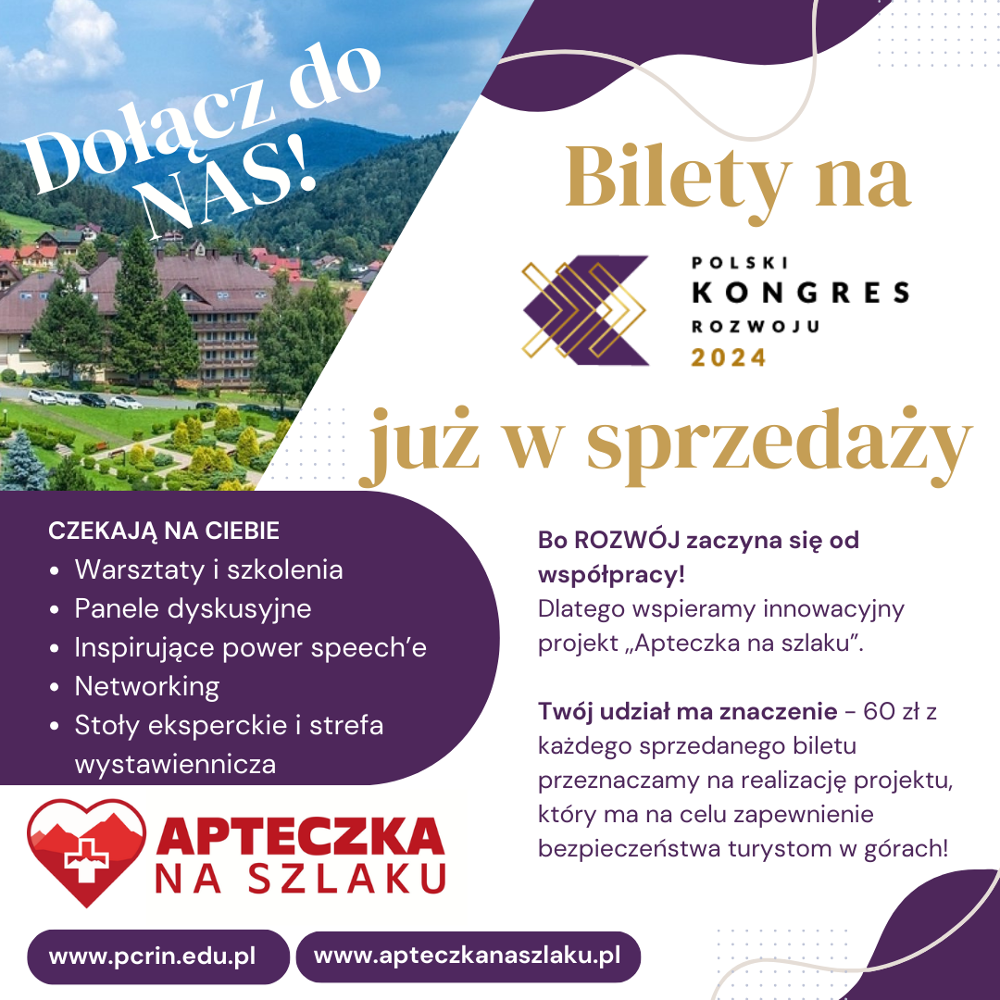 Dołącz do
NAS!
Bilety na
POLSKI
KONGRES
ROZWOJU
2024
już w sprzedaży
CZEKAJĄ NA CIEBIE
• Warsztaty i szkolenia
• Panele dyskusyjne
• Inspirujące power speech’e
• Networking
• Stoły eksperckie i strefa
wystawiennicza
Bo ROZWÓJ zaczyna się od
współpracy!
Dlatego wspieramy innowacyjny
projekt „Apteczka na szlaku”.
Twój udział ma znaczenie - 60 zł z
każdego sprzedanego biletu
przeznaczamy na realizację projektu,
który ma na celu zapewnienie
bezpieczeństwa turystom w górach!
APTECZKA
NA SZLAKU
www.pcrin.edu.pl
www.apteczkanaszlaku.pl